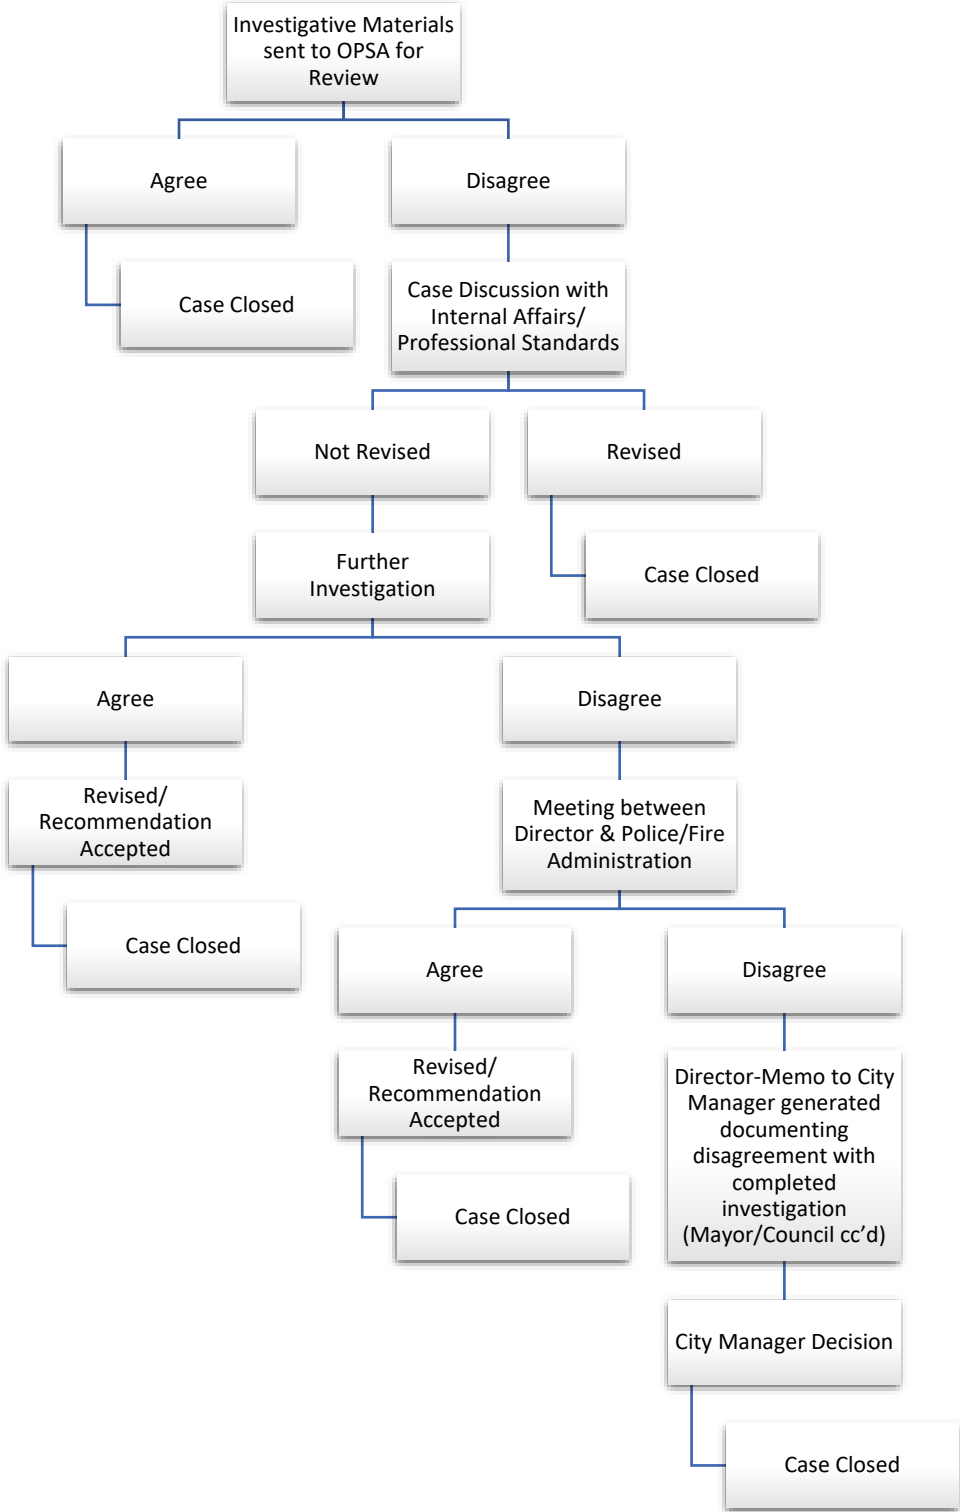 Investigative Materials
sent to OPSA for
Review
Agree
Disagree
Case Closed
Case Discussion with
Internal Affairs/
Professional Standards
Not Revised
Revised
Further
Investigation
Case Closed
Agree
Disagree
Revised/
Recommendation
Accepted
Meeting between
Director & Police/Fire
Administration
Case Closed
Agree
Disagree
Revised/
Recommendation
Accepted
Director-Memo to City
Manager generated
documenting
disagreement with
completed
investigation
(Mayor/Council cc’d)
Case Closed
City Manager Decision
Case Closed